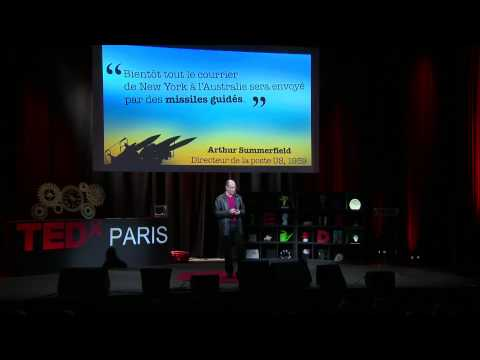 “Bientôt tout le courrier
de New York à l'Australie sera envoyé
par des missiles guidés. ”
Arthur Summerfield
Directeur de la poste US, 1959
TEDx PARIS